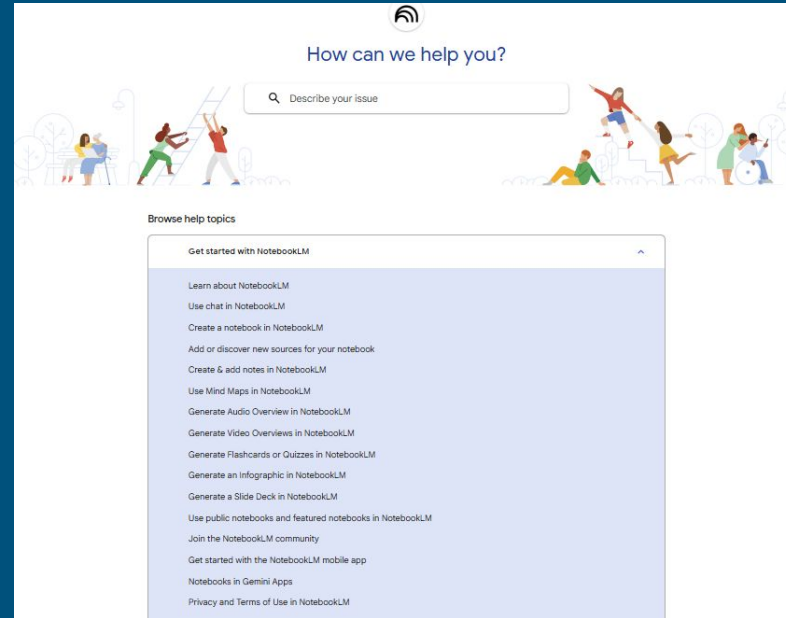 How can we help you?
Describe your issue
Browse help topics
Get started with NotebookLM
Learn about NotebookLM
Use chat in NotebookLM
Create a notebook in NotebookLM
Add or discover new sources for your notebook
Create & add notes in NotebookLM
Use Mind Maps in NotebookLM
Generate Audio Overview in NotebookLM
Generate Video Overviews in NotebookLM
Generate Flashcards or Quizzes in NotebookLM
Generate an Infographic in NotebookLM
Generate a Slide Deck in NotebookLM
Use public notebooks and featured notebooks in NotebookLM
Join the NotebookLM community
Get started with the NotebookLM mobile app
Notebooks in Gemini Apps
Privacy and Terms of Use in NotebookLM